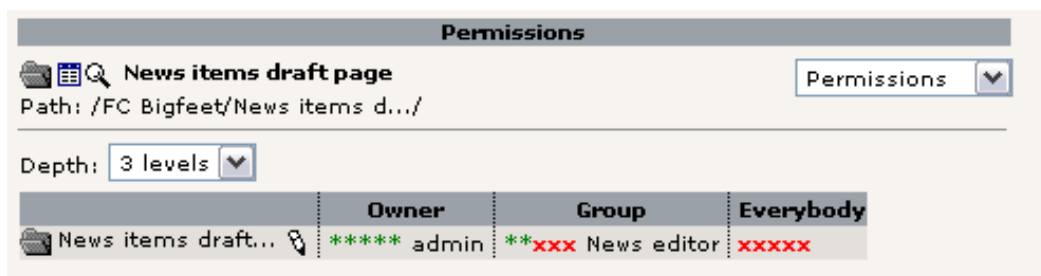 Permissions
News items draft page
Permissions
Path: /FC Bigfeet/News items d.../
Depth: 3 levels
Owner Group Everybody
News items draft... ***** admin **xxx News editor xxxxx